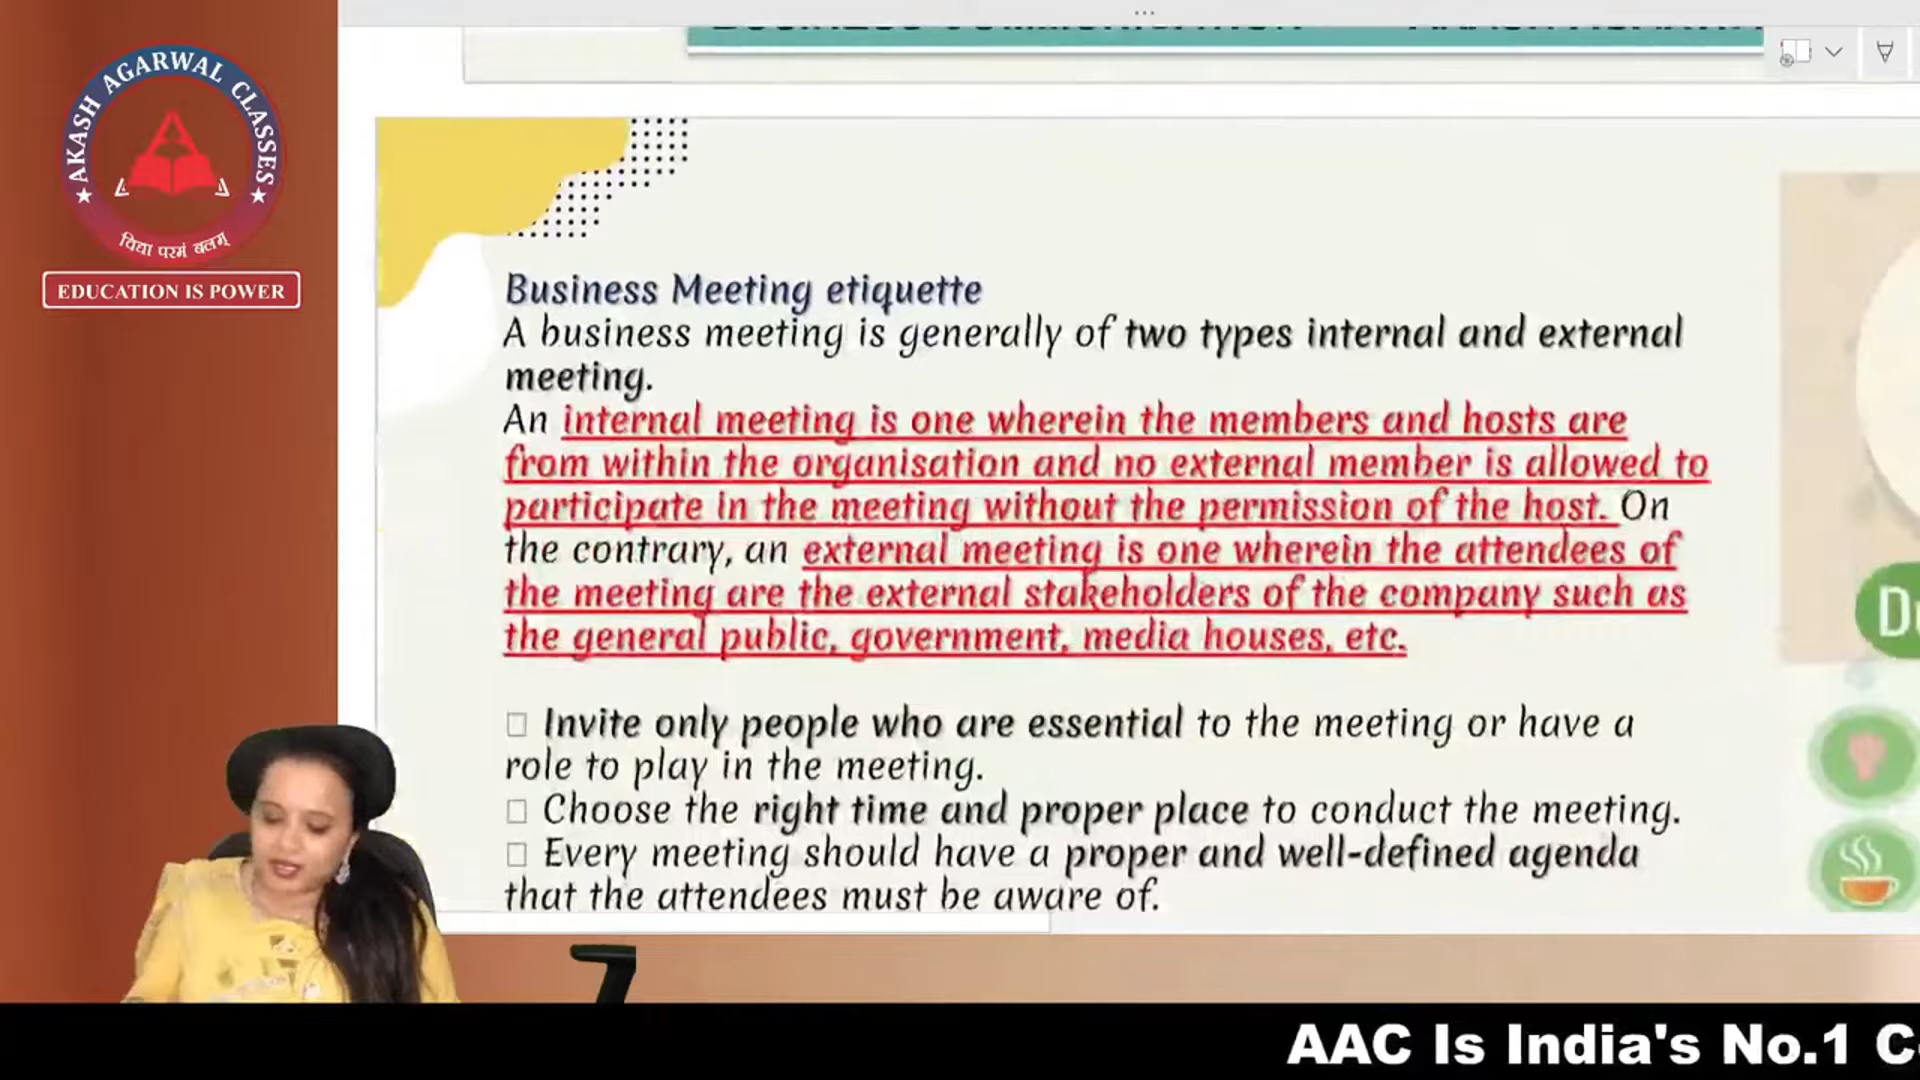 AKASH AGARWAL CLASSES
विद्या परमं बलम्
EDUCATION IS POWER
Business Meeting etiquette
A business meeting is generally of two types internal and external
meeting.
An internal meeting is one wherein the members and hosts are
from within the organisation and no external member is allowed to
participate in the meeting without the permission of the host. On
the contrary, an external meeting is one wherein the attendees of
the meeting are the external stakeholders of the company such as
the general public, government, media houses, etc.
Invite only people who are essential to the meeting or have a
role to play in the meeting.
Choose the right time and proper place to conduct the meeting.
Every meeting should have a proper and well-defined agenda
that the attendees must be aware of.
AAC Is India's No.1